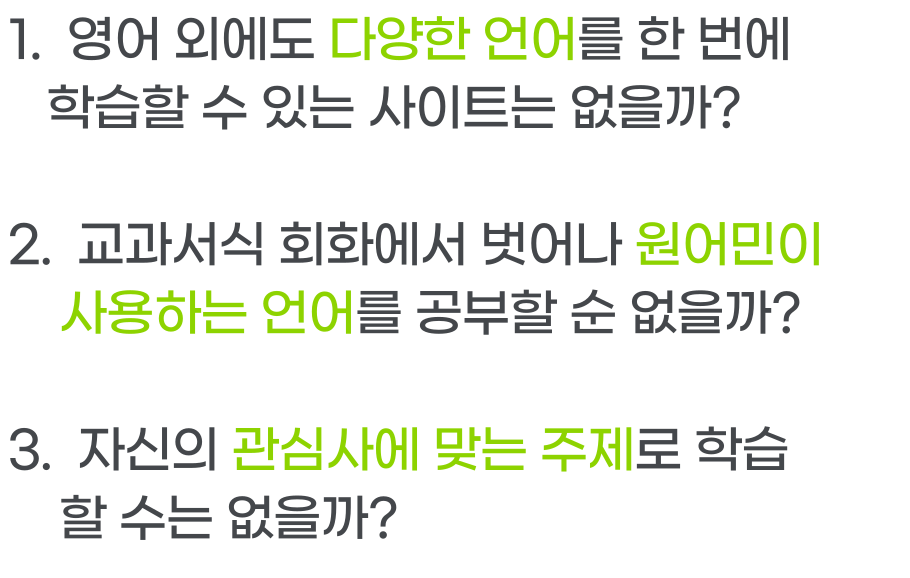 1. 영어 외에도 다양한 언어를 한 번에
학습할 수 있는 사이트는 없을까?
2. 교과서식 회화에서 벗어나 원어민이
사용하는 언어를 공부할 순 없을까?
3. 자신의 관심사에 맞는 주제로 학습
할 수는 없을까?